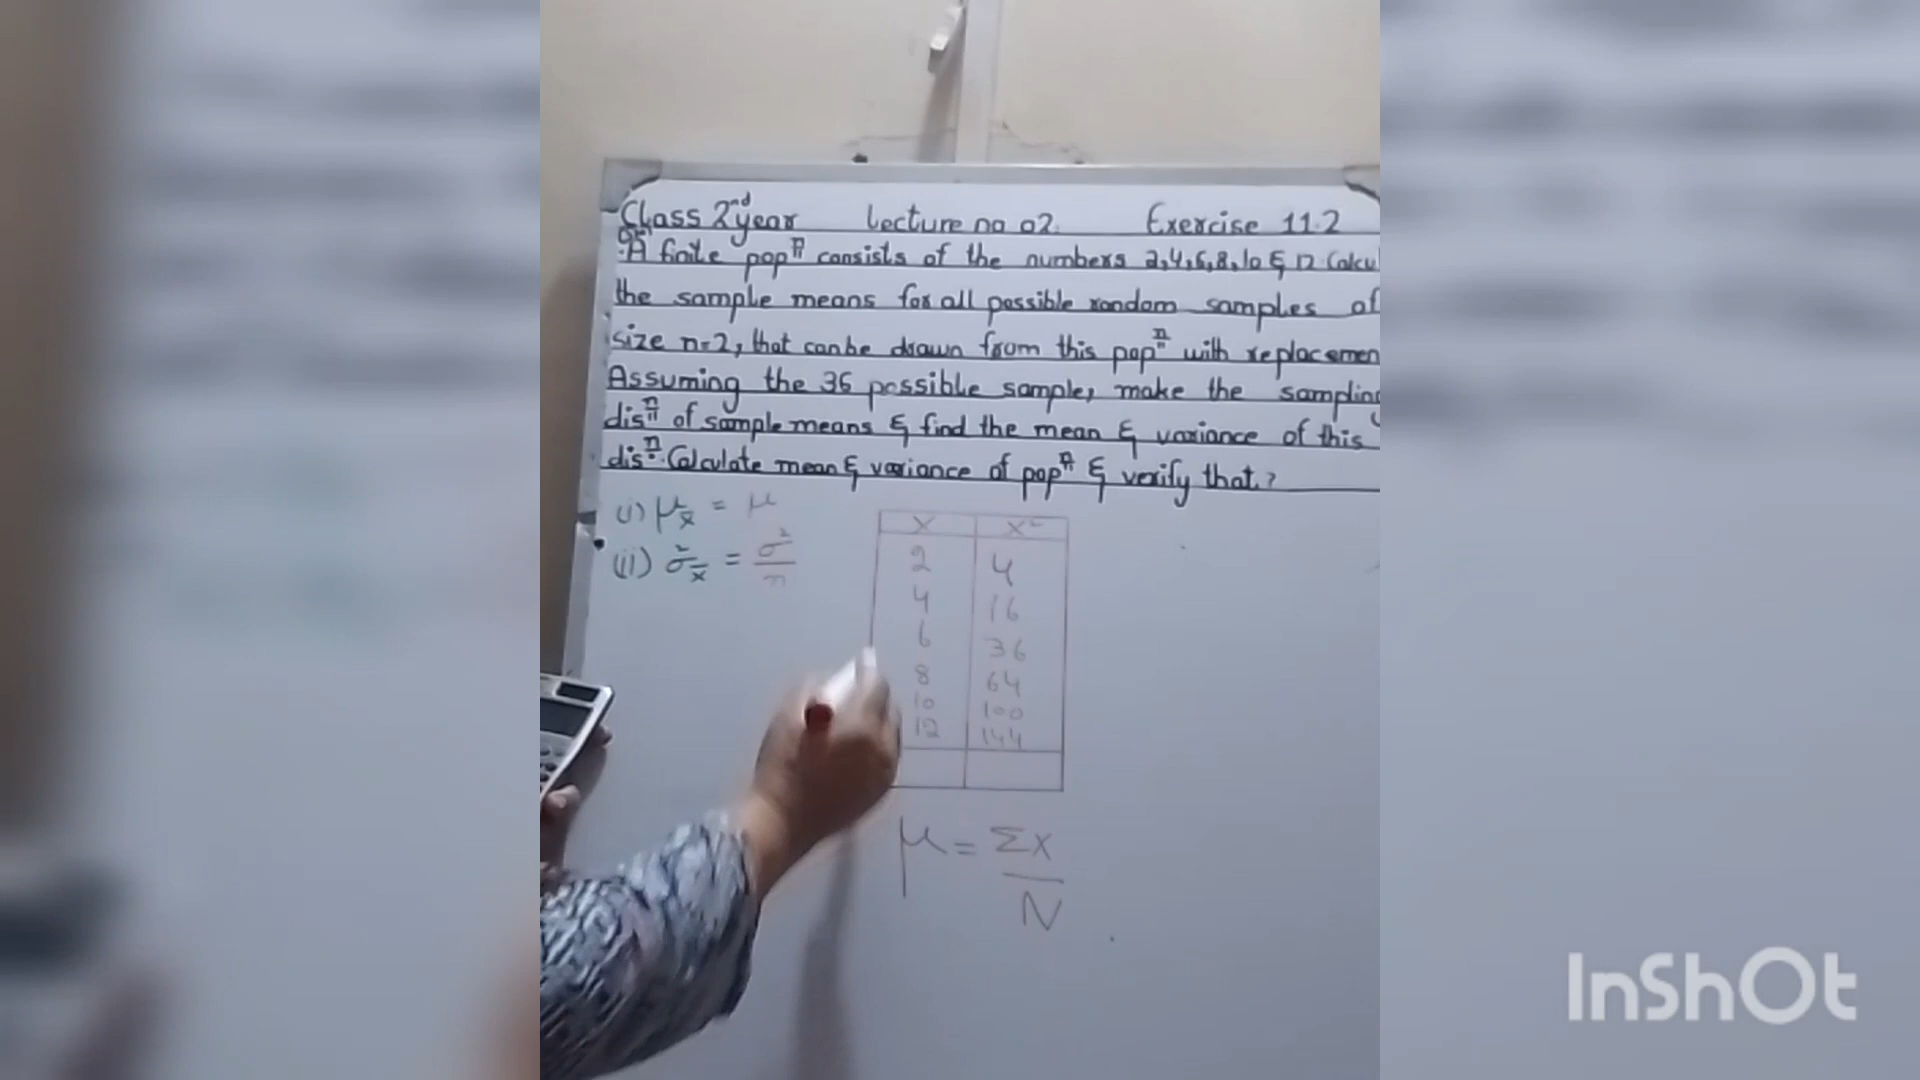 Class 2nd year Lecture no 02. Exercise 11.2
A finite popⁿ consists of the numbers 2,4,6,8,10 & 12. Calcu
the sample means for all possible random samples of
size n=2, that can be drawn from this popⁿ with replacemen
Assuming the 36 possible sample, make the sampling
disⁿ of sample means & find the mean & variance of this
disⁿ. Calculate mean & variance of popⁿ & verify that?
(i) μx̄ = μ
(ii) σ²x̄ = σ²/n
X X²
2 4
4 16
6 36
8 64
10 100
12 144
μ = ΣX/N
InShOt